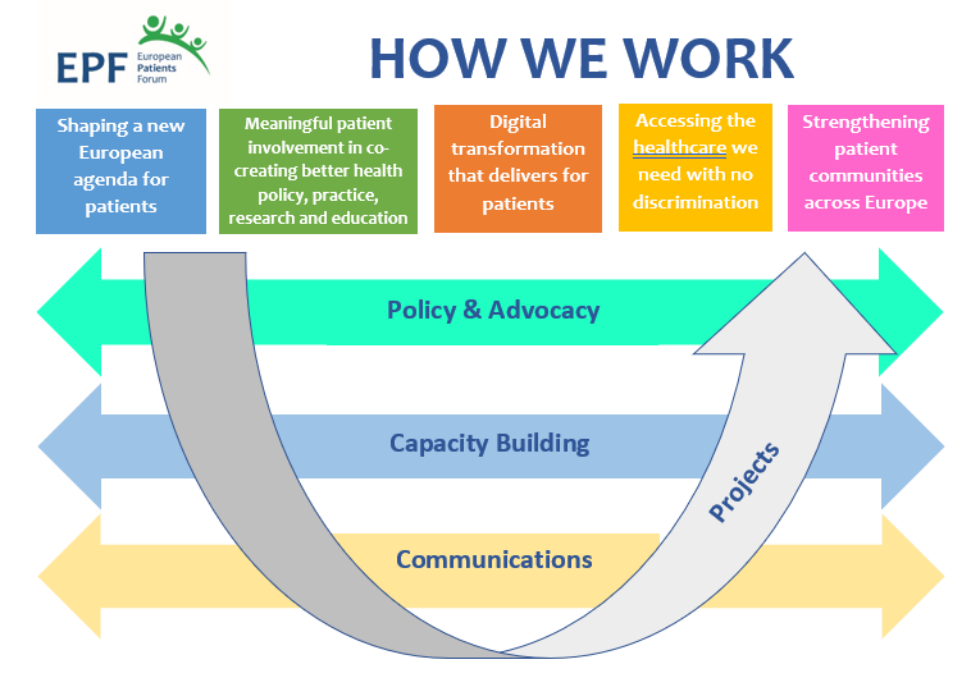 EPF
European
Patients
Forum
HOW WE WORK
Shaping a new
European
agenda for
patients
Meaningful patient
involvement in co-
creating better health
policy, practice,
research and education
Digital
transformation
that delivers for
patients
Accessing the
healthcare we
need with no
discrimination
Strengthening
patient
communities
across Europe
Policy & Advocacy
Capacity Building
Projects
Communications